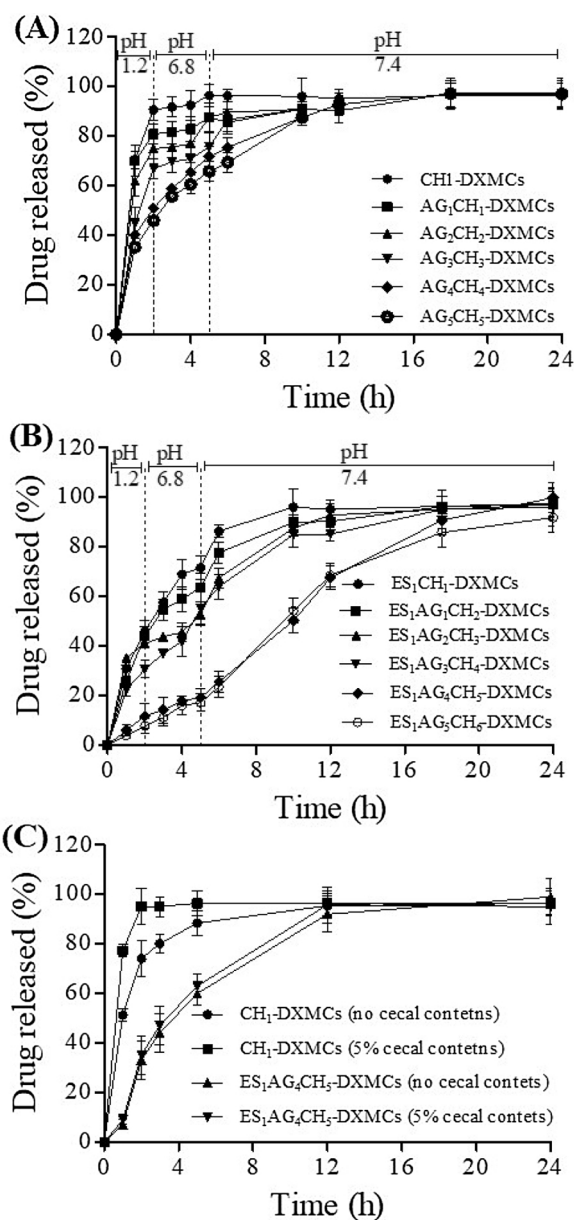 (A)
pH pH pH
1.2 6.8 7.4
Drug released (%)
120
100
80
60
40
20
0
CH1-DXMCs
AG₁CH₁-DXMCs
AG₂CH₂-DXMCs
AG₃CH₃-DXMCs
AG₄CH₄-DXMCs
AG₅CH₅-DXMCs
0 4 8 12 16 20 24
Time (h)
(B)
pH pH pH
1.2 6.8 7.4
Drug released (%)
120
100
80
60
40
20
0
ES₁CH₁-DXMCs
ES₁AG₁CH₂-DXMCs
ES₁AG₂CH₃-DXMCs
ES₁AG₃CH₄-DXMCs
ES₁AG₄CH₅-DXMCs
ES₁AG₅CH₆-DXMCs
0 4 8 12 16 20 24
Time (h)
(C)
Drug released (%)
120
100
80
60
40
20
0
CH₁-DXMCs (no cecal contetns)
CH₁-DXMCs (5% cecal contetns)
ES₁AG₄CH₅-DXMCs (no cecal contets)
ES₁AG₄CH₅-DXMCs (5% cecal contets)
0 4 8 12 16 20 24
Time (h)